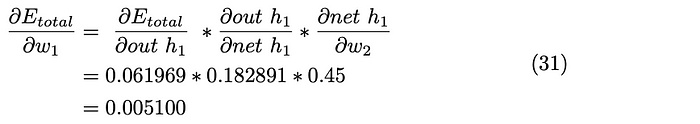 ∂E_total/∂w_1 = ∂E_total/∂out h_1 * ∂out h_1/∂net h_1 * ∂net h_1/∂w_2
= 0.061969 * 0.182891 * 0.45 (31)
= 0.005100